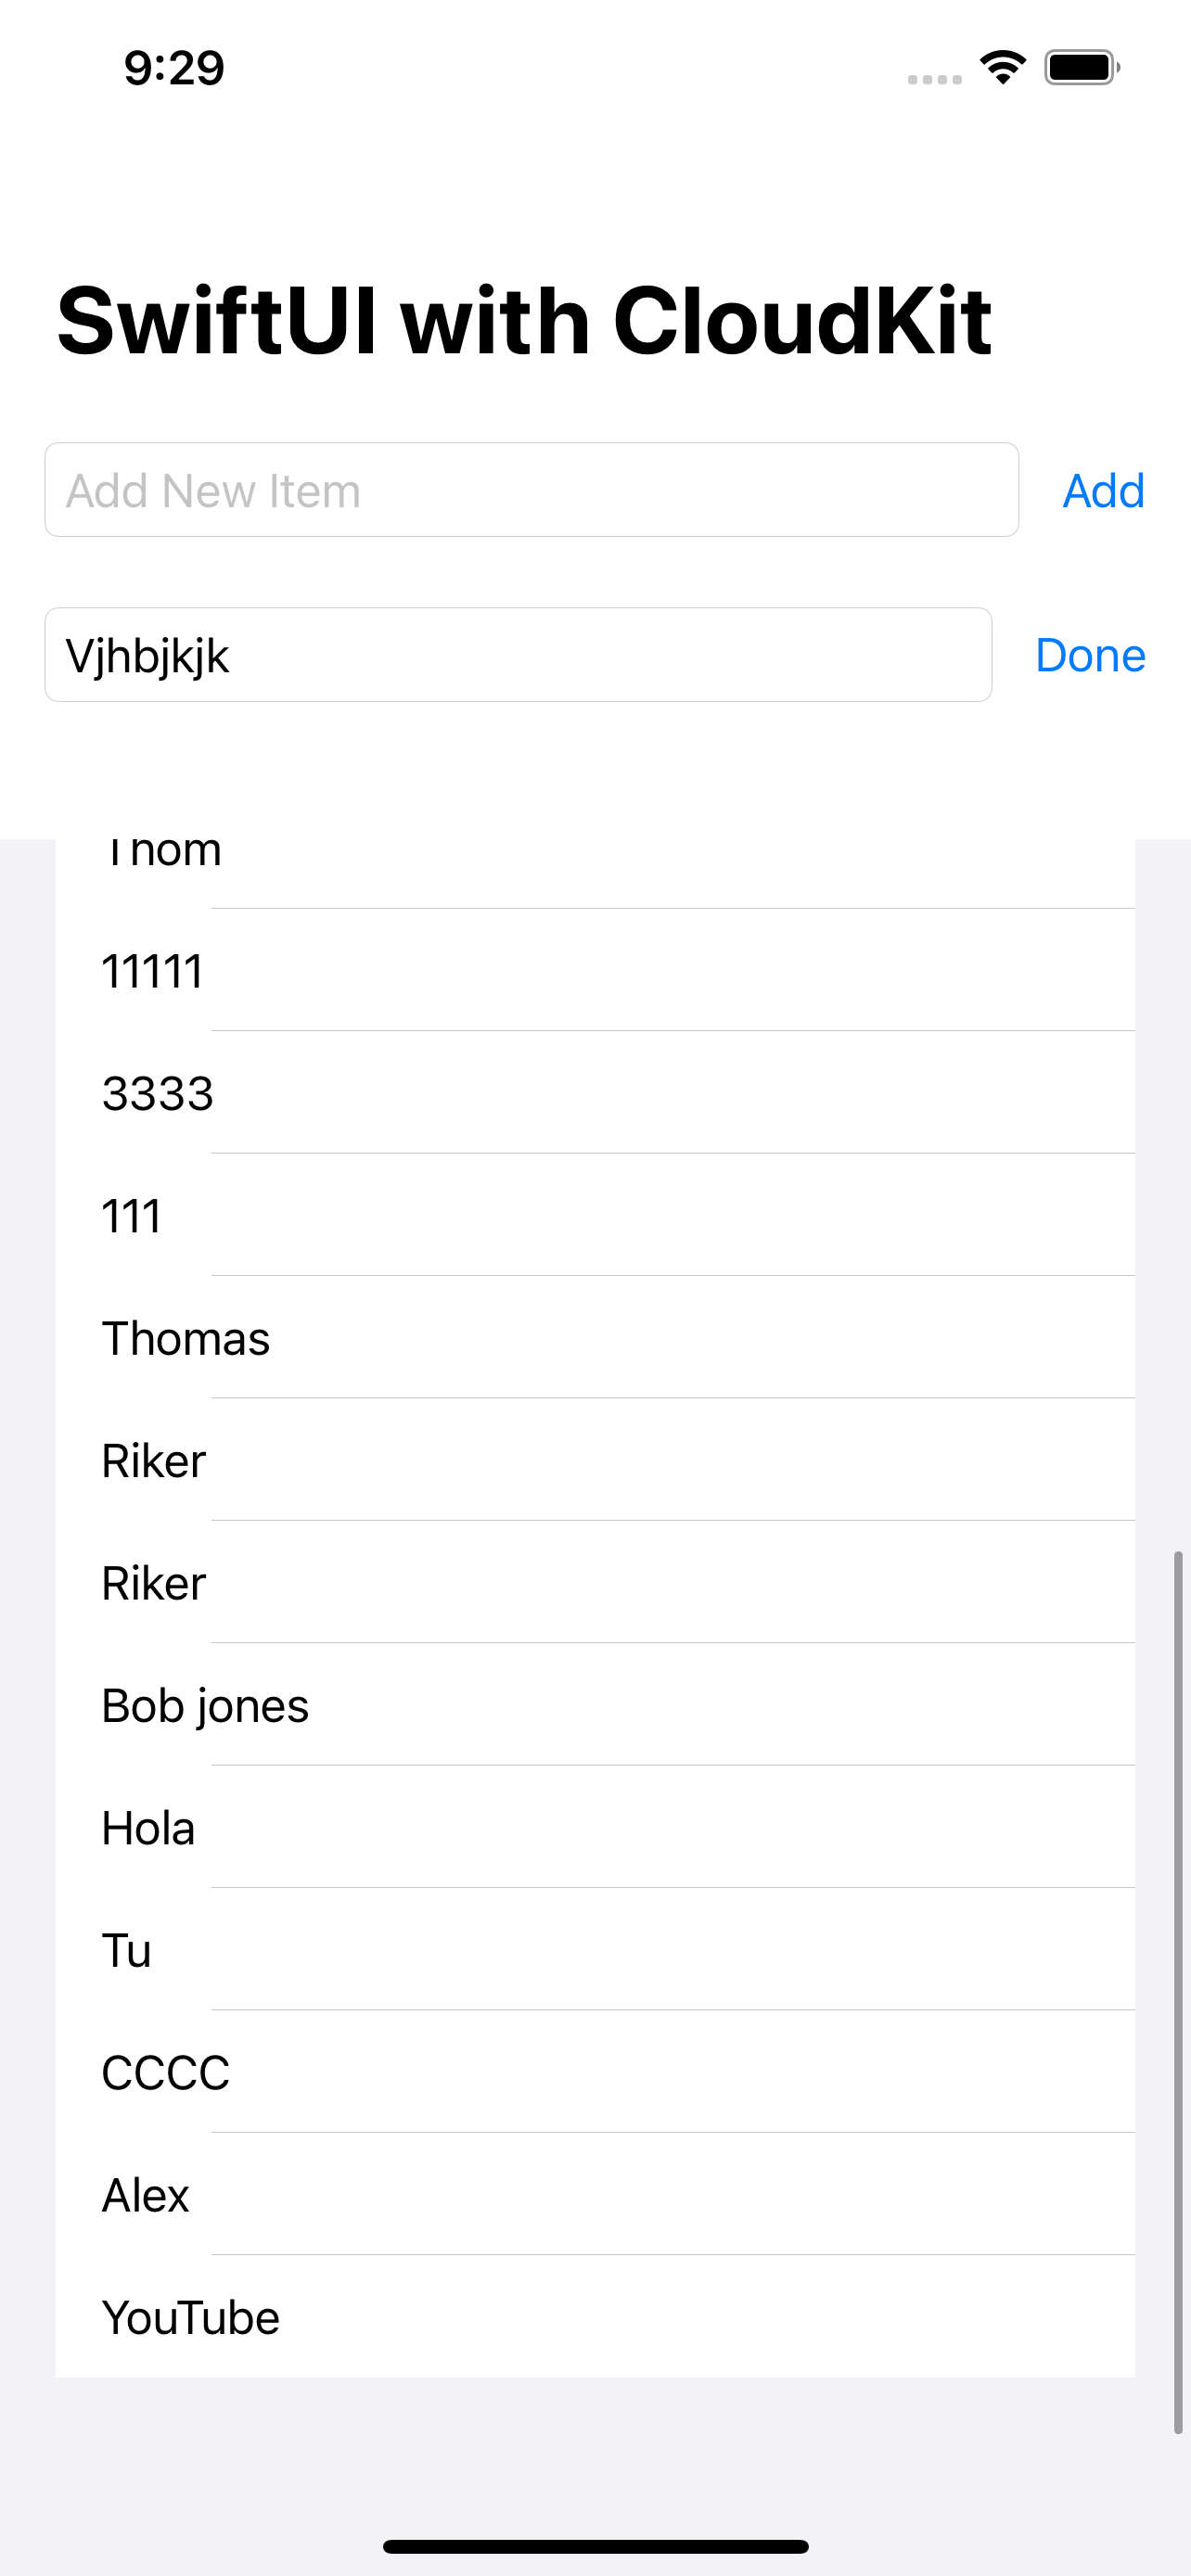 9:29
SwiftUI with CloudKit
Add New Item
Add
Vjhbjkjk
Done
Thom
11111
3333
111
Thomas
Riker
Riker
Bob jones
Hola
Tu
CCCC
Alex
YouTube